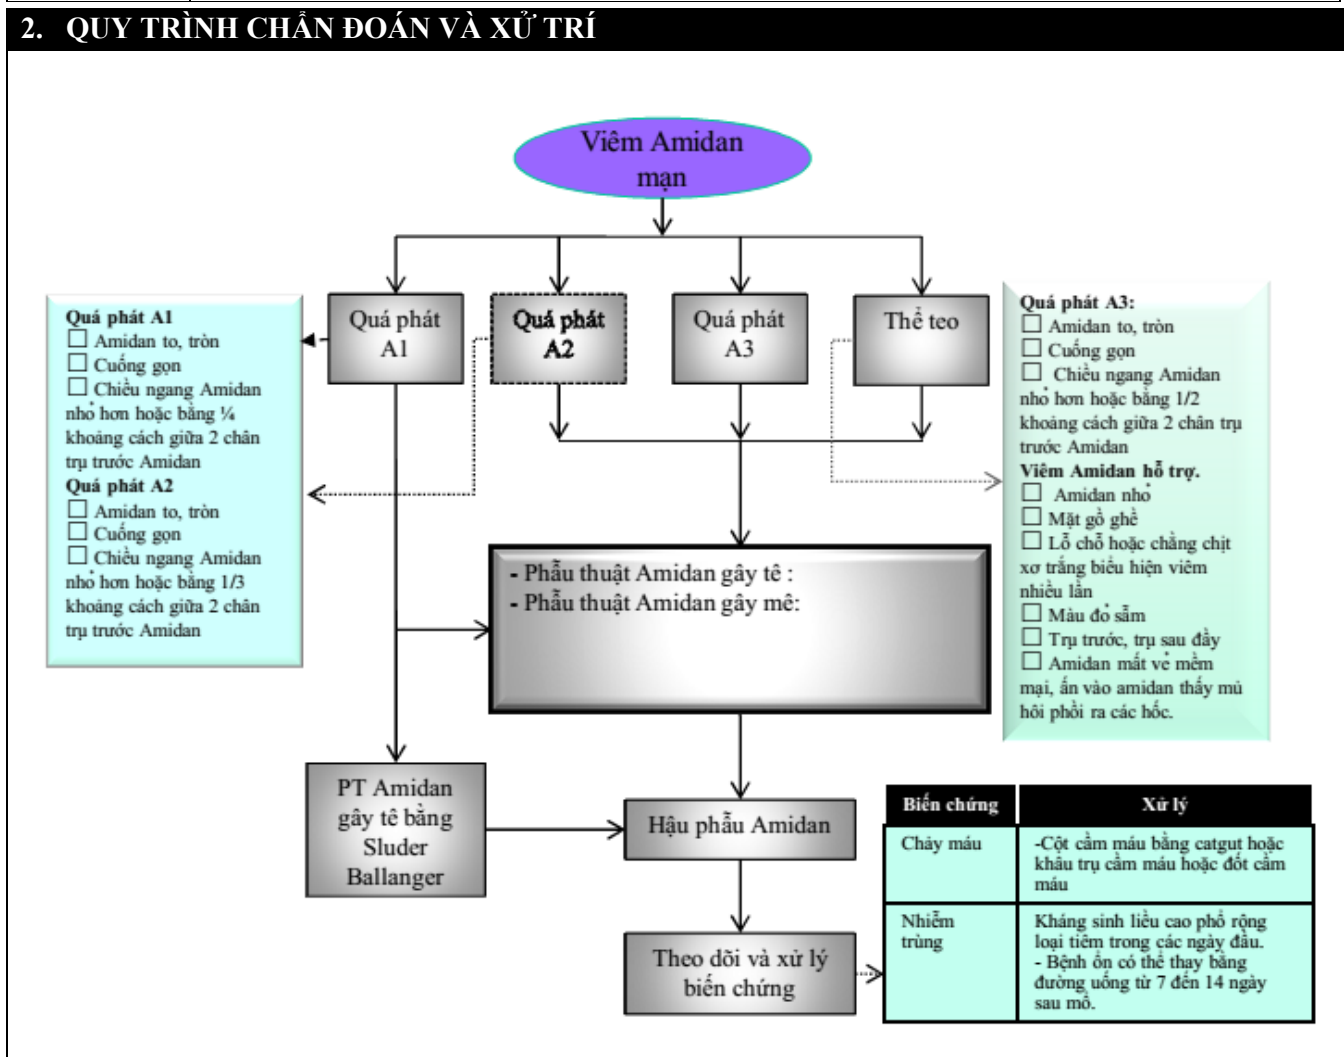 2. QUY TRÌNH CHẨN ĐOÁN VÀ XỬ TRÍ
Viêm Amidan
mạn
Quá phát
A1
Quá phát
A2
Quá phát
A3
Thể teo
Quá phát A1
☐ Amidan to, tròn
☐ Cuống gọn
☐ Chiều ngang Amidan
nhỏ hơn hoặc bằng ¼
khoảng cách giữa 2 chân
trụ trước Amidan
Quá phát A2
☐ Amidan to, tròn
☐ Cuống gọn
☐ Chiều ngang Amidan
nhỏ hơn hoặc bằng 1/3
khoảng cách giữa 2 chân
trụ trước Amidan
Quá phát A3:
☐ Amidan to, tròn
☐ Cuống gọn
☐ Chiều ngang Amidan
nhỏ hơn hoặc bằng 1/2
khoảng cách giữa 2 chân trụ
trước Amidan
Viêm Amidan hỗ trợ.
☐ Amidan nhỏ
☐ Mặt gồ ghề
☐ Lỗ chỗ hoặc chằng chịt
xơ trắng biểu hiện viêm
nhiều lần
☐ Màu đỏ sẫm
☐ Trụ trước, trụ sau đầy
☐ Amidan mất vẻ mềm
mại, ấn vào amidan thấy mủ
hôi phồi ra các hốc.
- Phẫu thuật Amidan gây tê :
- Phẫu thuật Amidan gây mê:
PT Amidan
gây tê bằng
Sluder
Ballanger
Hậu phẫu Amidan
Theo dõi và xử lý
biến chứng
Biến chứng Xử lý
Chảy máu
-Cột cầm máu bằng catgut hoặc
khâu trụ cầm máu hoặc đốt cầm
máu
Nhiễm
trùng
Kháng sinh liều cao phổ rộng
loại tiêm trong các ngày đầu.
- Bệnh ổn có thể thay bằng
đường uống từ 7 đến 14 ngày
sau mổ.